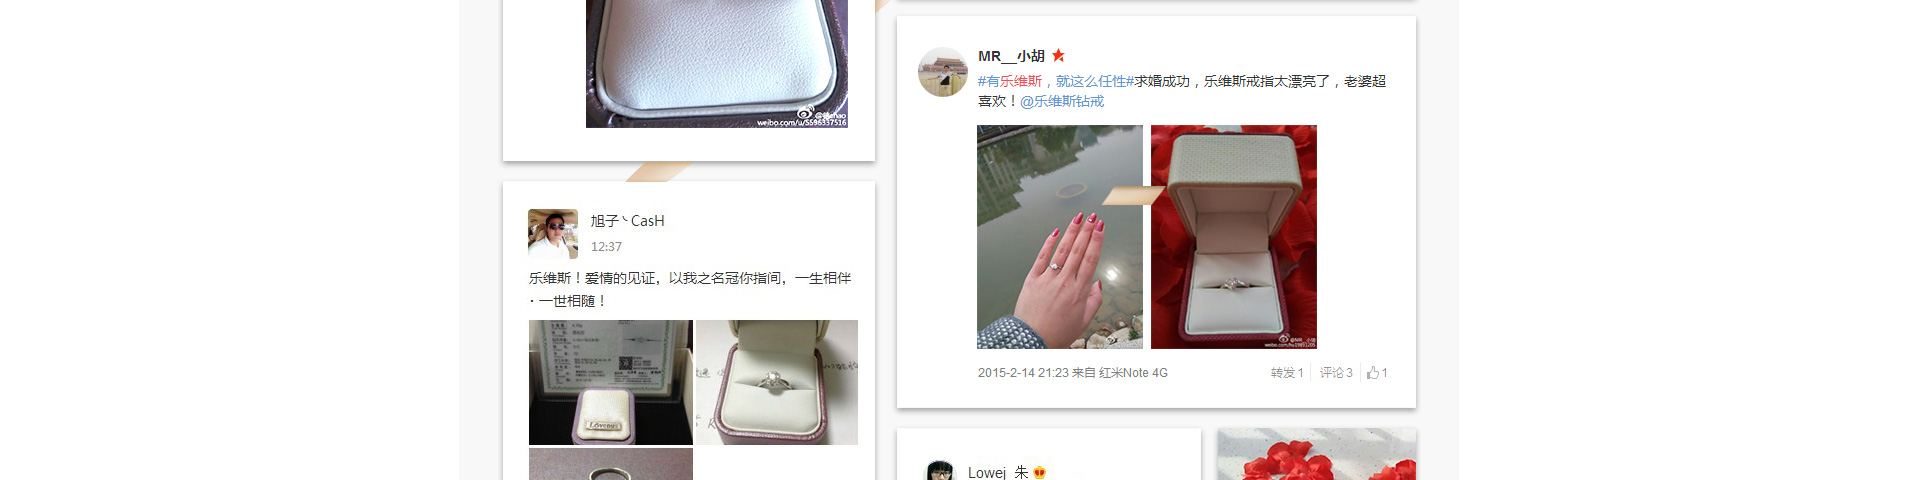 weibo.com/u/5596337516
旭子丶CasH
12:37
乐维斯！爱情的见证，以我之名冠你指间，一生相伴
·一世相随！
Lovenus
MR__小胡
#有乐维斯，就这么任性#求婚成功，乐维斯戒指太漂亮了，老婆超
喜欢！@乐维斯钻戒
2015-2-14 21:23 来自 红米Note 4G
转发 1 评论 3 1
Lowej 朱